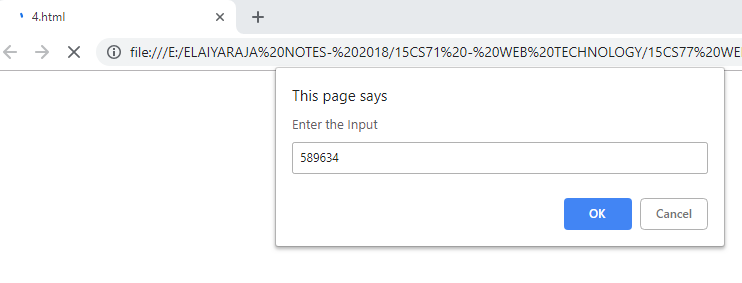 4.html
file:///E:/ELAIYARAJA%20NOTES-%202018/15CS71%20-%20WEB%20TECHNOLOGY/15CS77%20WE
This page says
Enter the Input
589634
OK Cancel